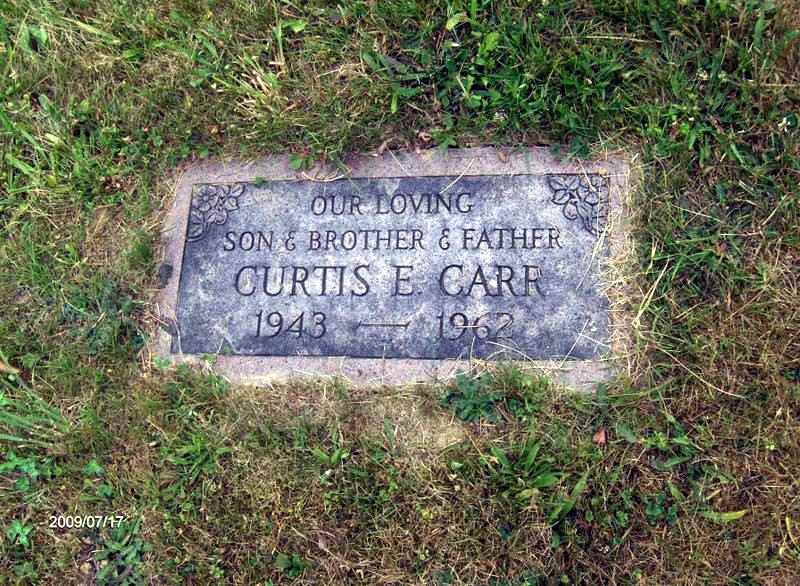 OUR LOVING
SON & BROTHER & FATHER
CURTIS E. CARR
1943 — 1962
2009/07/17